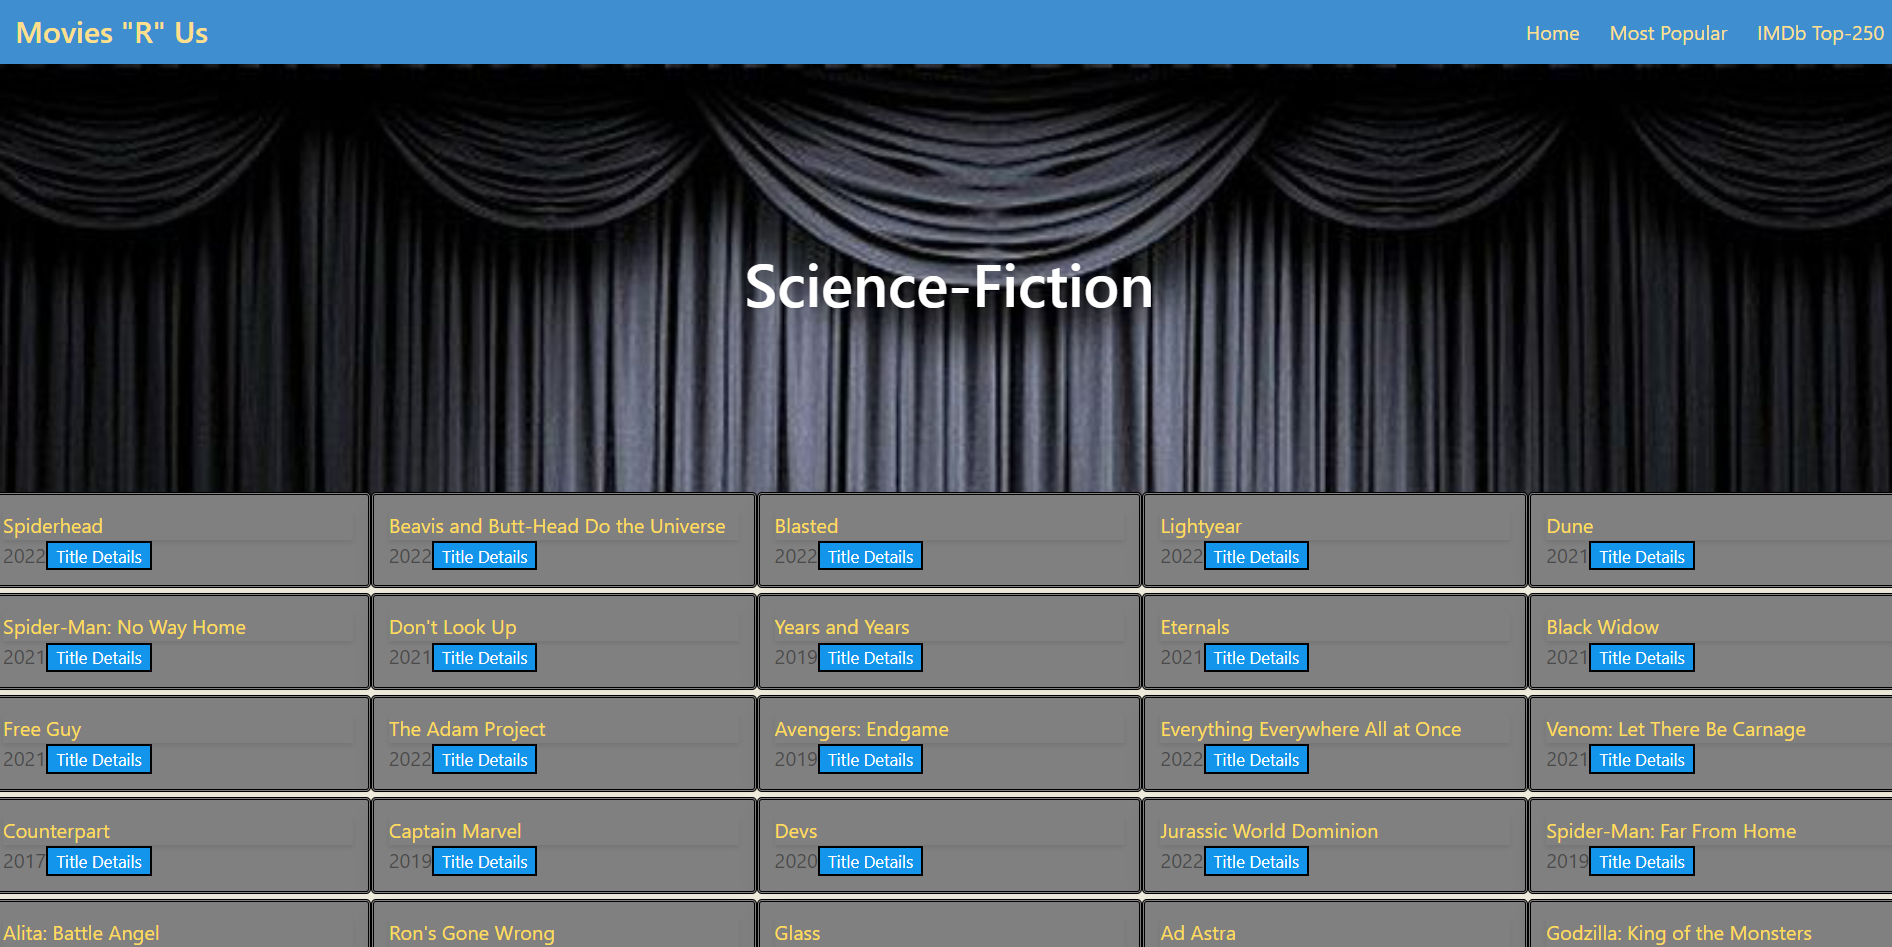 Movies "R" Us
Home Most Popular IMDb Top-250
Science-Fiction
Spiderhead
2022 Title Details
Beavis and Butt-Head Do the Universe
2022 Title Details
Blasted
2022 Title Details
Lightyear
2022 Title Details
Dune
2021 Title Details
Spider-Man: No Way Home
2021 Title Details
Don't Look Up
2021 Title Details
Years and Years
2019 Title Details
Eternals
2021 Title Details
Black Widow
2021 Title Details
Free Guy
2021 Title Details
The Adam Project
2022 Title Details
Avengers: Endgame
2019 Title Details
Everything Everywhere All at Once
2022 Title Details
Venom: Let There Be Carnage
2021 Title Details
Counterpart
2017 Title Details
Captain Marvel
2019 Title Details
Devs
2020 Title Details
Jurassic World Dominion
2022 Title Details
Spider-Man: Far From Home
2019 Title Details
Alita: Battle Angel
Ron's Gone Wrong
Glass
Ad Astra
Godzilla: King of the Monsters